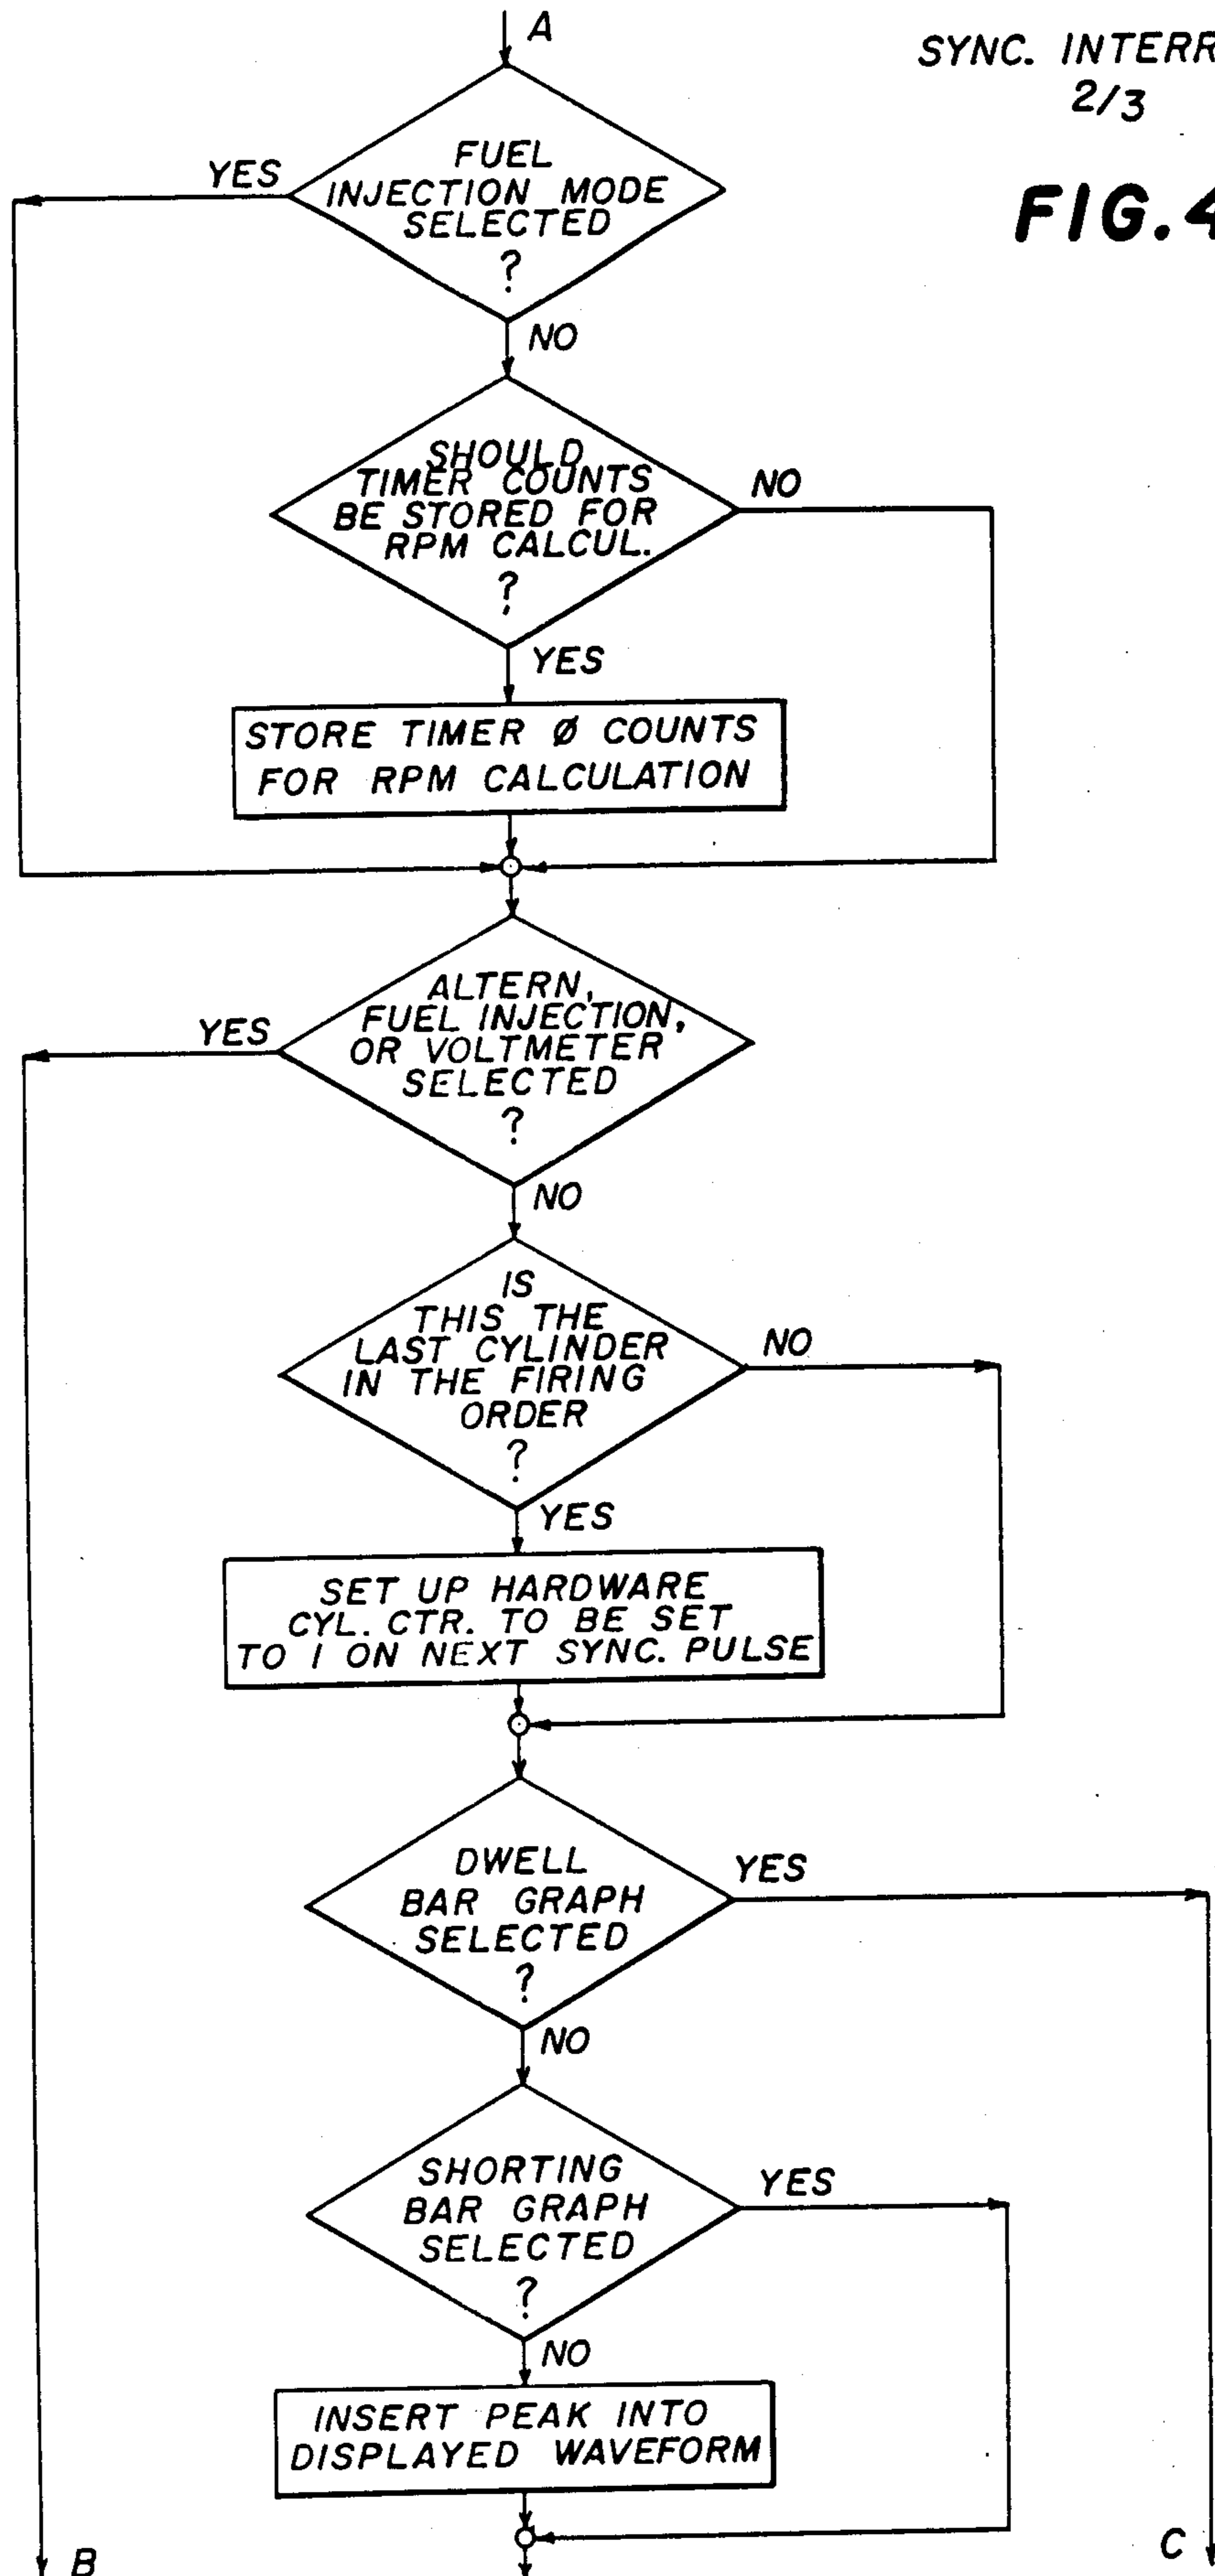 A
SYNC. INTERR
2/3
FIG. 4
YES
FUEL
INJECTION MODE
SELECTED
?
NO
SHOULD
TIMER COUNTS
BE STORED FOR
RPM CALCUL.
?
NO
YES
STORE TIMER Ø COUNTS
FOR RPM CALCULATION
YES
ALTERN,
FUEL INJECTION,
OR VOLTMETER
SELECTED
?
NO
IS
THIS THE
LAST CYLINDER
IN THE FIRING
ORDER
?
NO
YES
SET UP HARDWARE
CYL. CTR. TO BE SET
TO 1 ON NEXT SYNC. PULSE
DWELL
BAR GRAPH
SELECTED
?
YES
NO
SHORTING
BAR GRAPH
SELECTED
?
YES
NO
INSERT PEAK INTO
DISPLAYED WAVEFORM
B
C